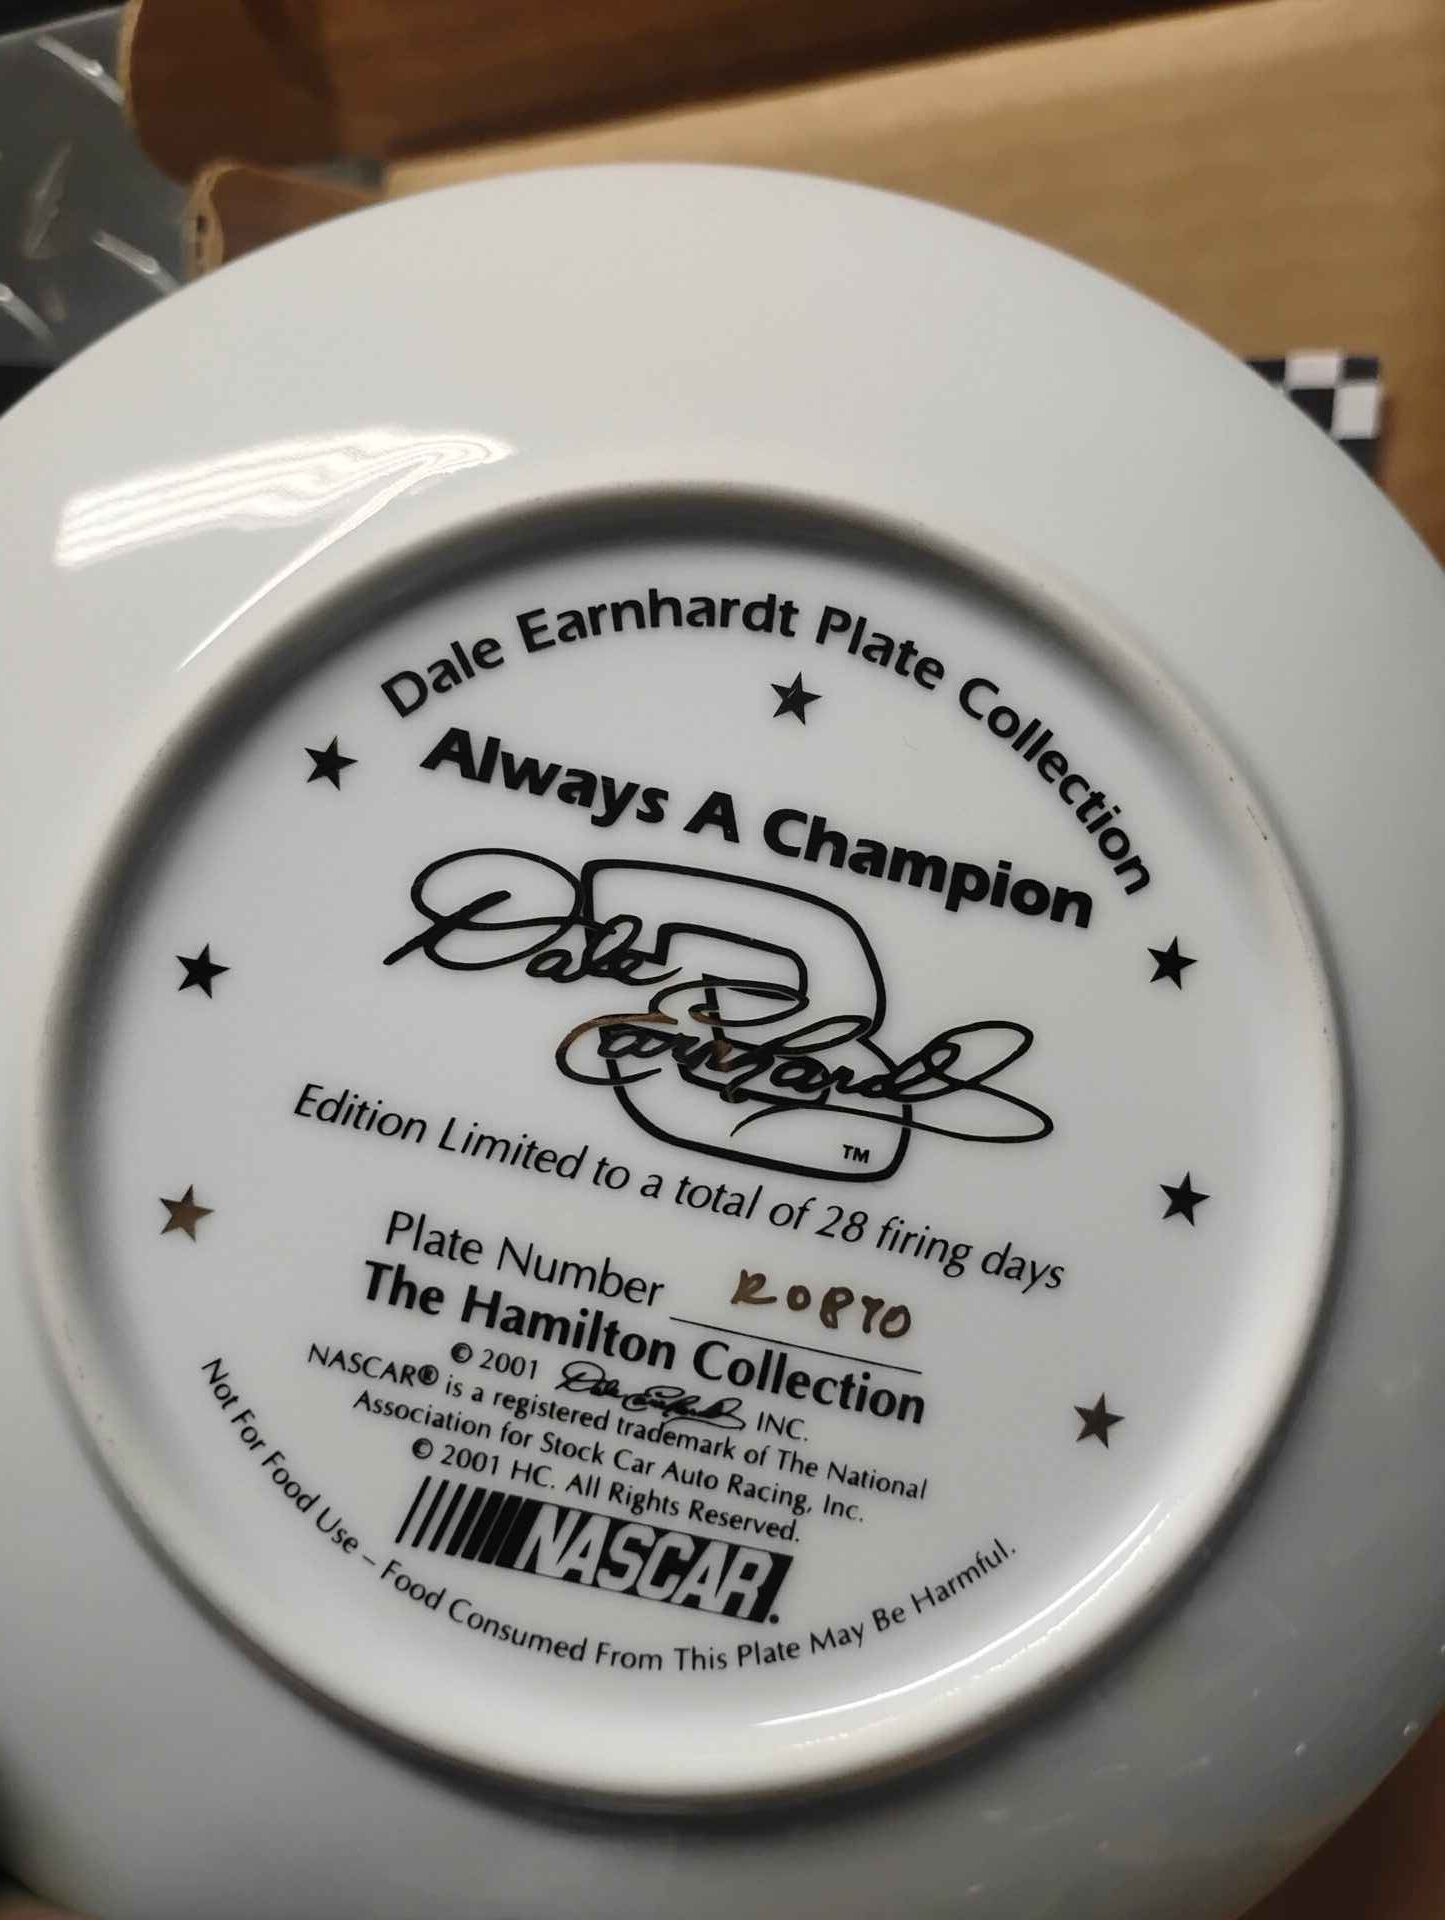 Dale Earnhardt Plate Collection
Always A Champion
Dale Earnhardt
3
TM
Edition Limited to a total of 28 firing days
Plate Number R0870
The Hamilton Collection
© 2001 Dale Earnhardt INC.
NASCAR® is a registered trademark of The National
Association for Stock Car Auto Racing, Inc.
© 2001 HC. All Rights Reserved.
NASCAR.
Not For Food Use – Food Consumed From This Plate May Be Harmful.